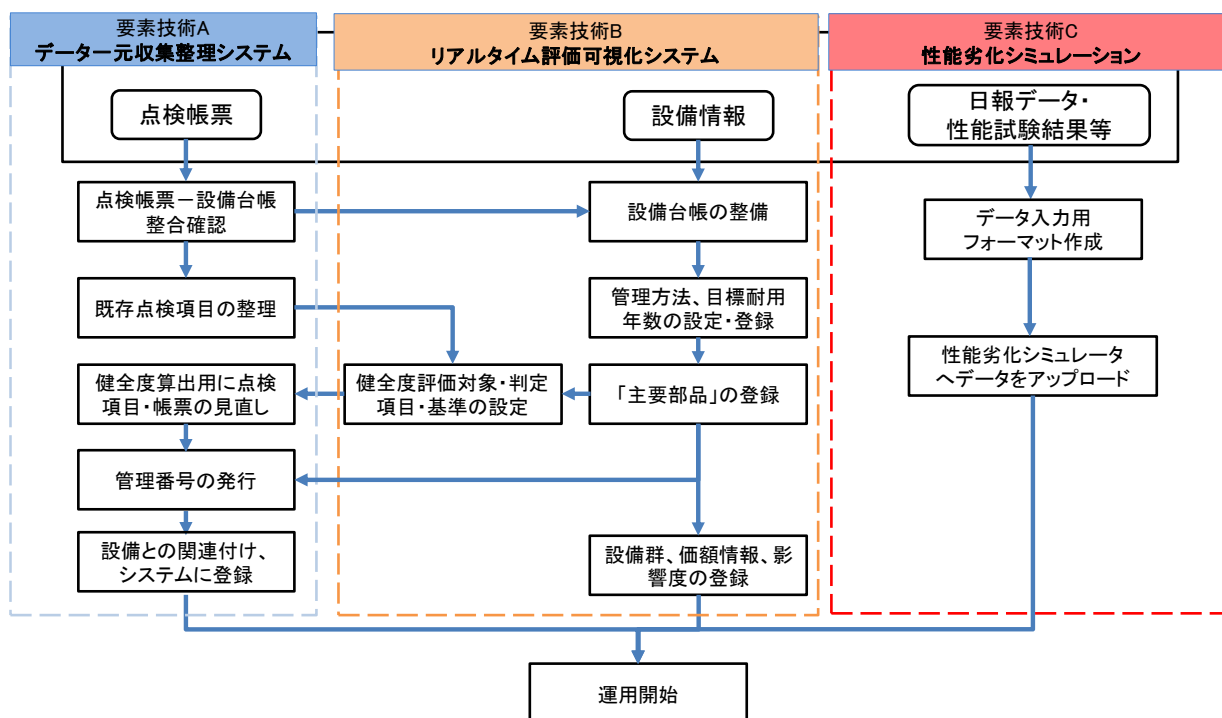 要素技術A
データ一元収集整理システム
要素技術B
リアルタイム評価可視化システム
要素技術C
性能劣化シミュレーション
点検帳票
設備情報
日報データ・
性能試験結果等
点検帳票－設備台帳
整合確認
設備台帳の整備
データ入力用
フォーマット作成
既存点検項目の整理
管理方法、目標耐用
年数の設定・登録
性能劣化シミュレータ
へデータをアップロード
健全度算出用に点検
項目・帳票の見直し
健全度評価対象・判定
項目・基準の設定
「主要部品」の登録
管理番号の発行
設備との関連付け、
システムに登録
設備群、価額情報、影
響度の登録
運用開始